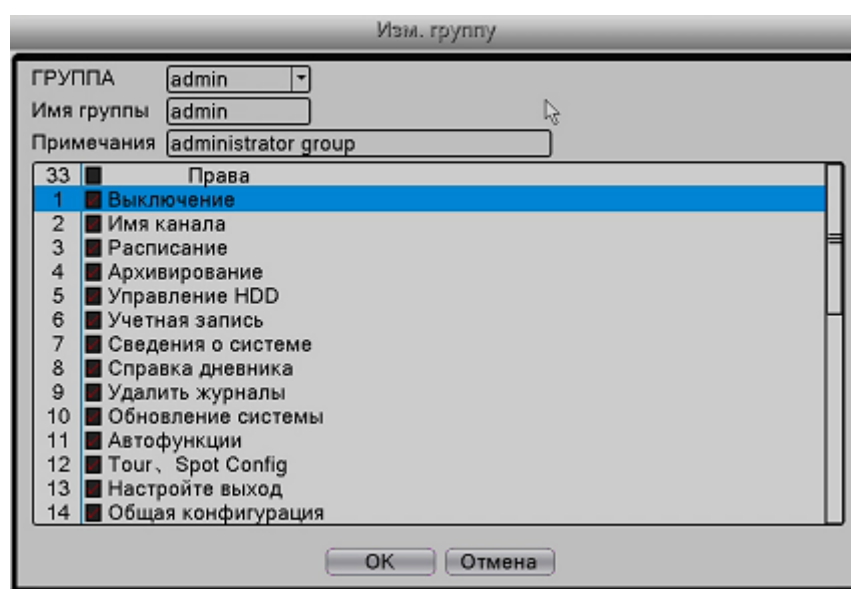 Изм. группу
ГРУППА admin
Имя группы admin
Примечания administrator group
33 Права
1 Выключение
2 Имя канала
3 Расписание
4 Архивирование
5 Управление HDD
6 Учетная запись
7 Сведения о системе
8 Справка дневника
9 Удалить журналы
10 Обновление системы
11 Автофункции
12 Tour、Spot Config
13 Настройте выход
14 Общая конфигурация
OK Отмена